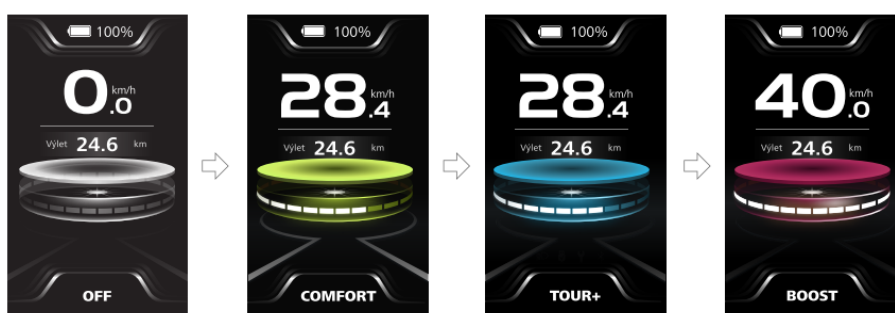 100%
0.0 km/h
Výlet 24.6 km
OFF
100%
28.4 km/h
Výlet 24.6 km
COMFORT
100%
28.4 km/h
Výlet 24.6 km
TOUR+
100%
40.0 km/h
Výlet 24.6 km
BOOST